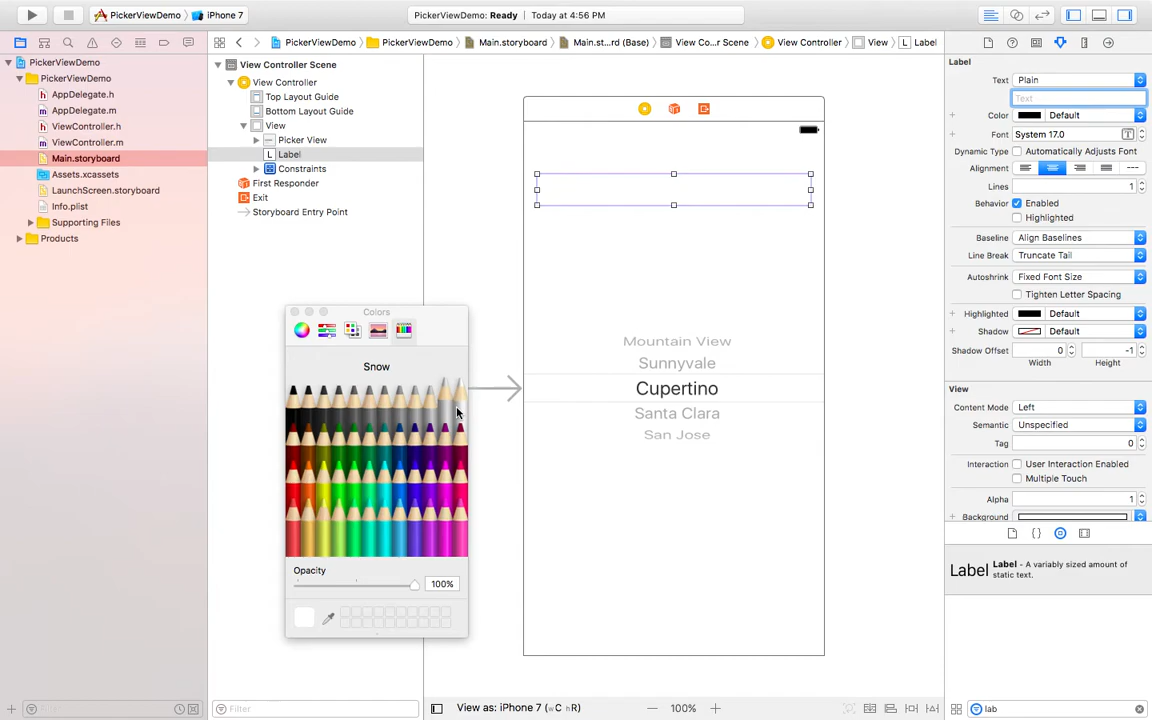 PickerViewDemo
iPhone 7
PickerViewDemo: Ready
Today at 4:56 PM
PickerViewDemo
PickerViewDemo
Main.storyboard
Main.st...rd (Base)
View Co...r Scene
View Controller
View
L Label
PickerViewDemo
PickerViewDemo
h AppDelegate.h
m AppDelegate.m
h ViewController.h
m ViewController.m
Main.storyboard
Assets.xcassets
LaunchScreen.storyboard
Info.plist
Supporting Files
Products
Filter
View Controller Scene
View Controller
Top Layout Guide
Bottom Layout Guide
View
Picker View
L Label
Constraints
First Responder
Exit
Storyboard Entry Point
Filter
Colors
Snow
Opacity
100%
Mountain View
Sunnyvale
Cupertino
Santa Clara
San Jose
View as: iPhone 7 (wC hR)
100%
Label
Text Plain
Text
Color Default
Font System 17.0
Dynamic Type Automatically Adjusts Font
Alignment
Lines 1
Behavior Enabled
Highlighted
Baseline Align Baselines
Line Break Truncate Tail
Autoshrink Fixed Font Size
Tighten Letter Spacing
Highlighted Default
Shadow Default
Shadow Offset 0 -1
Width Height
View
Content Mode Left
Semantic Unspecified
Tag 0
Interaction User Interaction Enabled
Multiple Touch
Alpha 1
Background
Label
Label - A variably sized amount of
static text.
lab